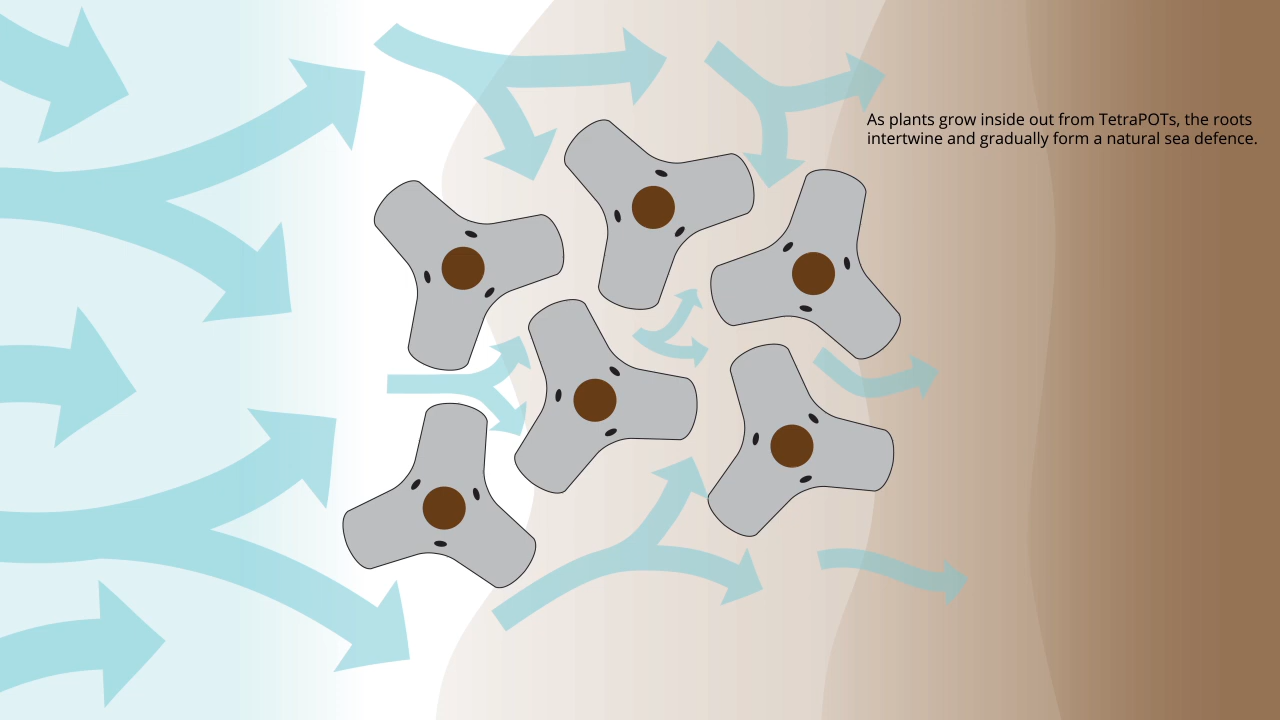 As plants grow inside out from TetraPOTs, the roots
intertwine and gradually form a natural sea defence.